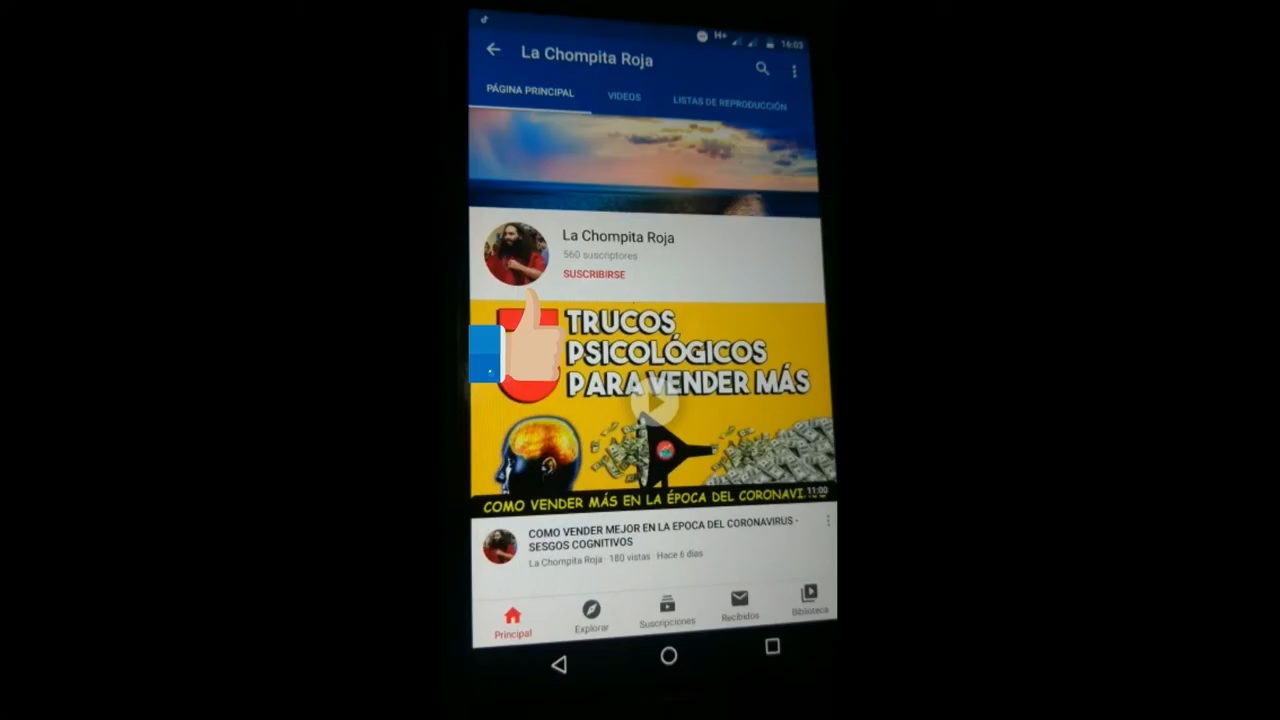 H+ 16:03
La Chompita Roja
PÁGINA PRINCIPAL VIDEOS LISTAS DE REPRODUCCIÓN
La Chompita Roja
560 suscriptores
SUSCRIBIRSE
TRUCOS
PSICOLÓGICOS
PARA VENDER MÁS
COMO VENDER MÁS EN LA ÉPOCA DEL
11:00
COMO VENDER MEJOR EN LA EPOCA DEL CORONAVIRUS -
SESGOS COGNITIVOS
La Chompita Roja · 180 vistas · Hace 6 días
Principal Explorar Suscripciones Recibidos Biblioteca